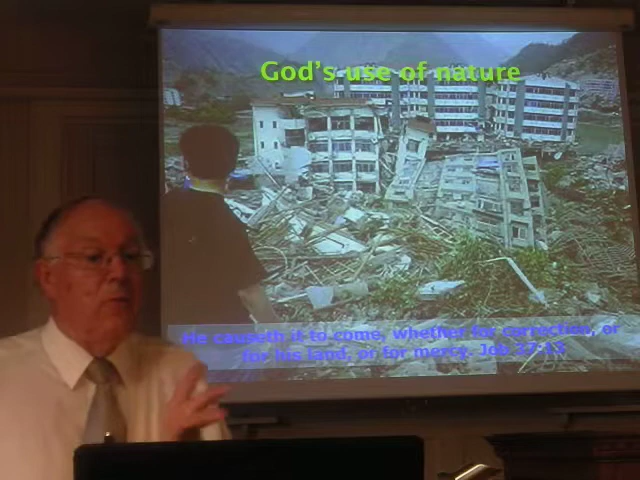 God's use of nature
He causeth it to come, whether for correction, or
for his land, or for mercy. Job 37:13